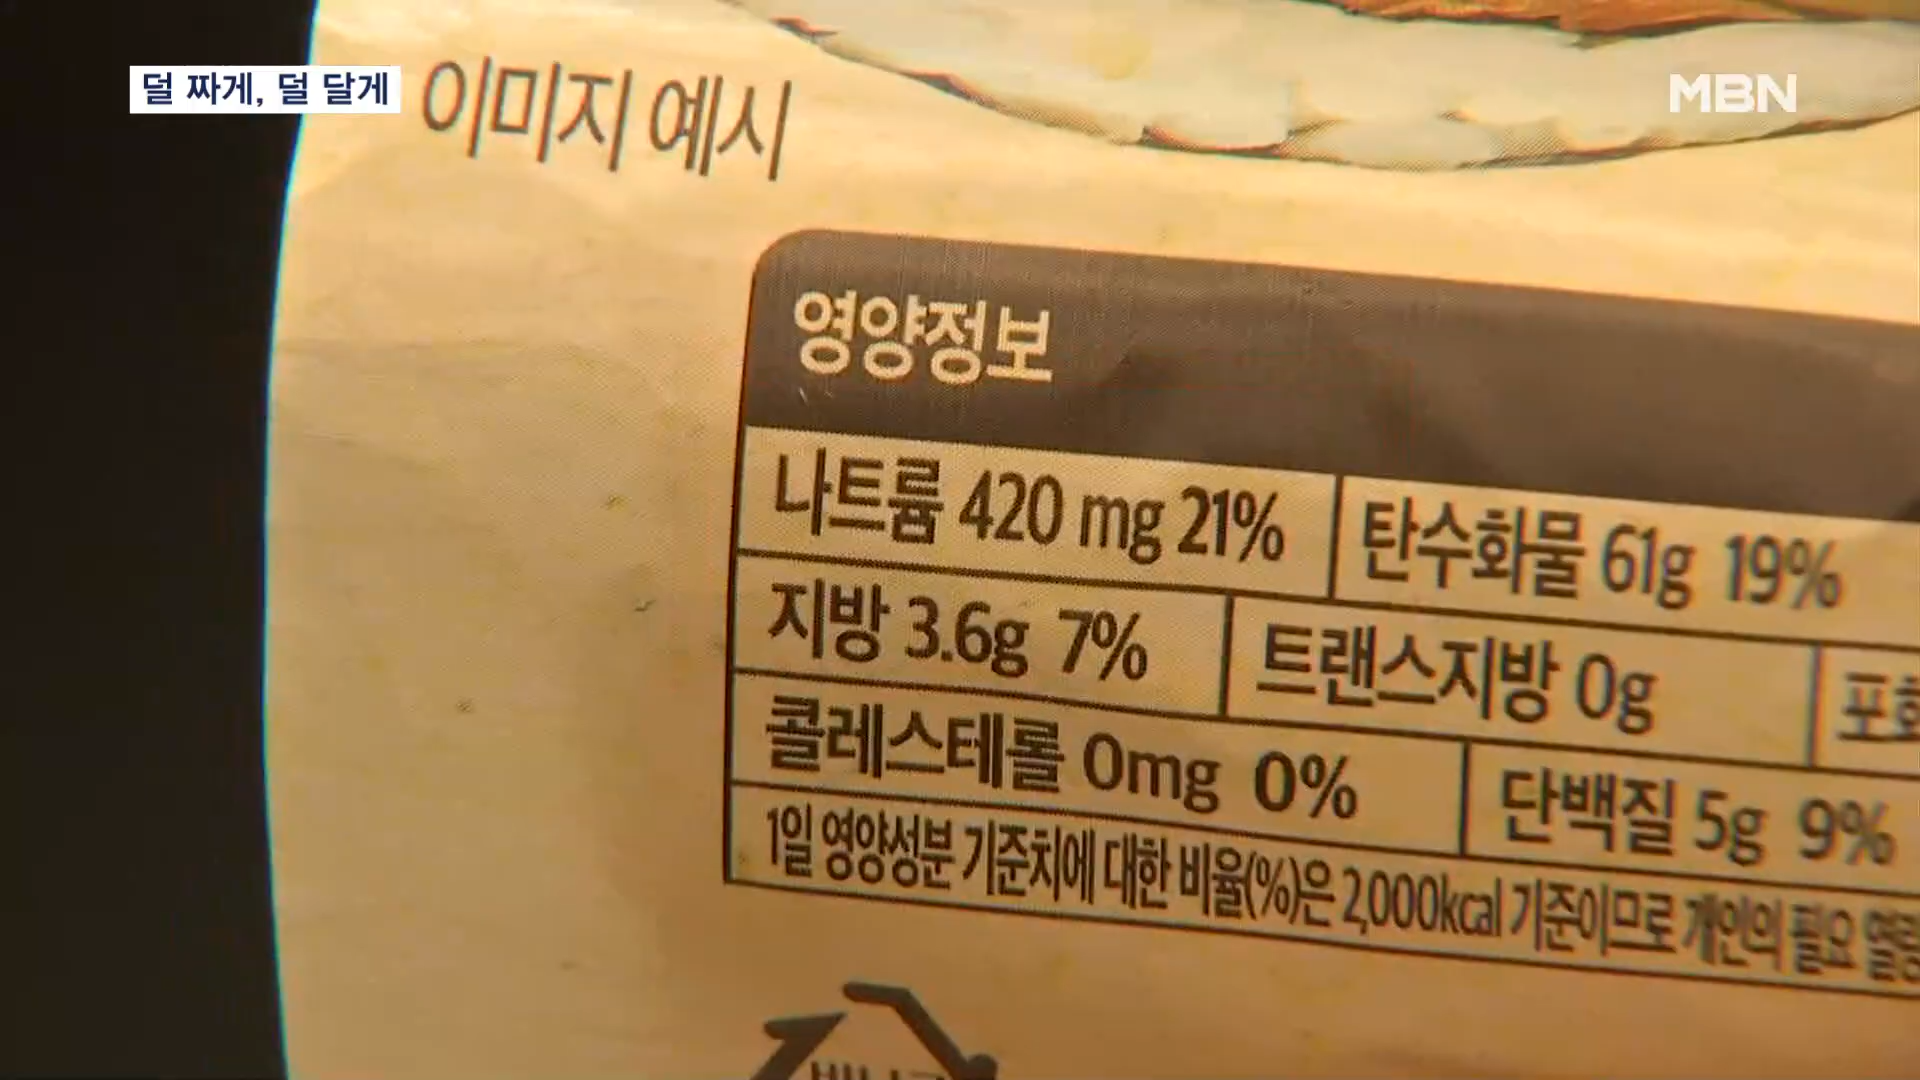 덜 짜게, 덜 달게
MBN
이미지 예시
영양정보
나트륨 420 mg 21% 탄수화물 61g 19%
지방 3.6g 7% 트랜스지방 0g
콜레스테롤 0mg 0% 단백질 5g 9%
1일 영양성분 기준치에 대한 비율(%)은 2,000kcal 기준이므로 개인의 필요